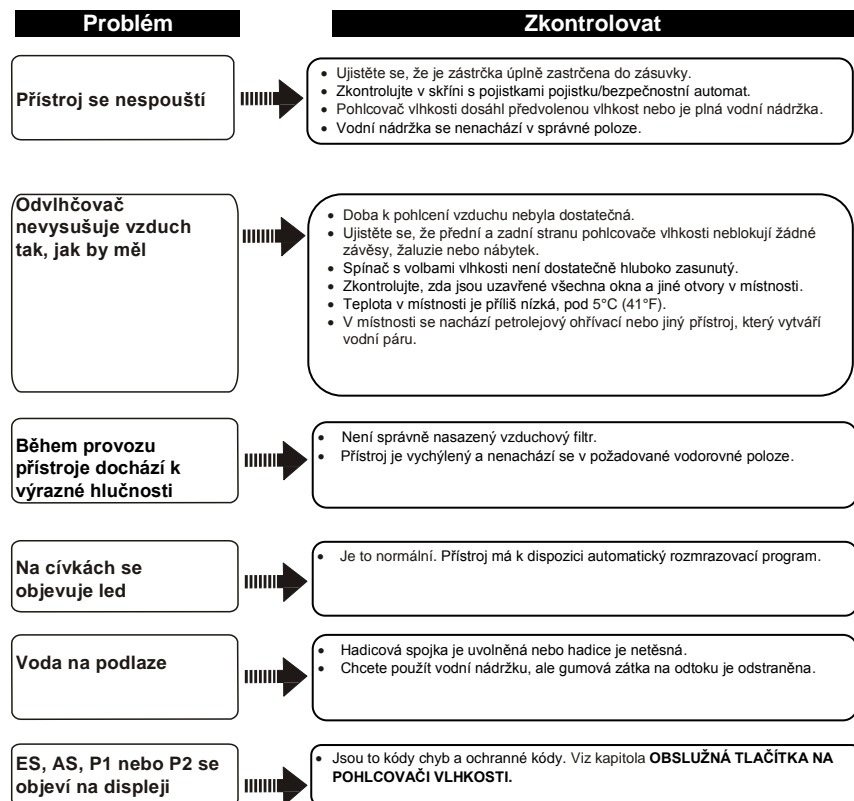 Problém
Zkontrolovat
Přístroj se nespouští
• Ujistěte se, že je zástrčka úplně zastrčena do zásuvky.
• Zkontrolujte v skříni s pojistkami pojistku/bezpečnostní automat.
• Pohlcovač vlhkosti dosáhl předvolenou vlhkost nebo je plná vodní nádržka.
• Vodní nádržka se nenachází v správné poloze.
Odvlhčovač
nevysušuje vzduch
tak, jak by měl
• Doba k pohlcení vzduchu nebyla dostatečná.
• Ujistěte se, že přední a zadní stranu pohlcovače vlhkosti neblokují žádné
závěsy, žaluzie nebo nábytek.
• Spínač s volbami vlhkosti není dostatečně hluboko zasunutý.
• Zkontrolujte, zda jsou uzavřené všechna okna a jiné otvory v místnosti.
• Teplota v místnosti je příliš nízká, pod 5°C (41°F).
• V místnosti se nachází petrolejový ohřívací nebo jiný přístroj, který vytváří
vodní páru.
Během provozu
přístroje dochází k
výrazné hlučnosti
• Není správně nasazený vzduchový filtr.
• Přístroj je vychýlený a nenachází se v požadované vodorovné poloze.
Na cívkách se
objevuje led
• Je to normální. Přístroj má k dispozici automatický rozmrazovací program.
Voda na podlaze
• Hadicová spojka je uvolněná nebo hadice je netěsná.
• Chcete použít vodní nádržku, ale gumová zátka na odtoku je odstraněna.
ES, AS, P1 nebo P2 se
objeví na displeji
• Jsou to kódy chyb a ochranné kódy. Viz kapitola OBSLUŽNÁ TLAČÍTKA NA
POHLCOVAČI VLHKOSTI.